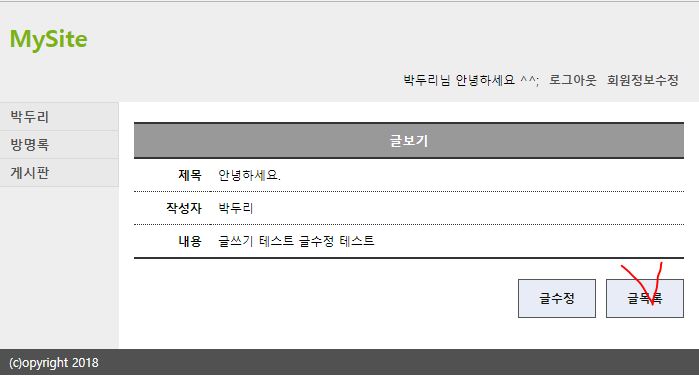 MySite
박두리님 안녕하세요 ^^; 로그아웃 회원정보수정
박두리
방명록
게시판
글보기
제목 안녕하세요.
작성자 박두리
내용 글쓰기 테스트 글수정 테스트
글수정 글목록
(c)opyright 2018